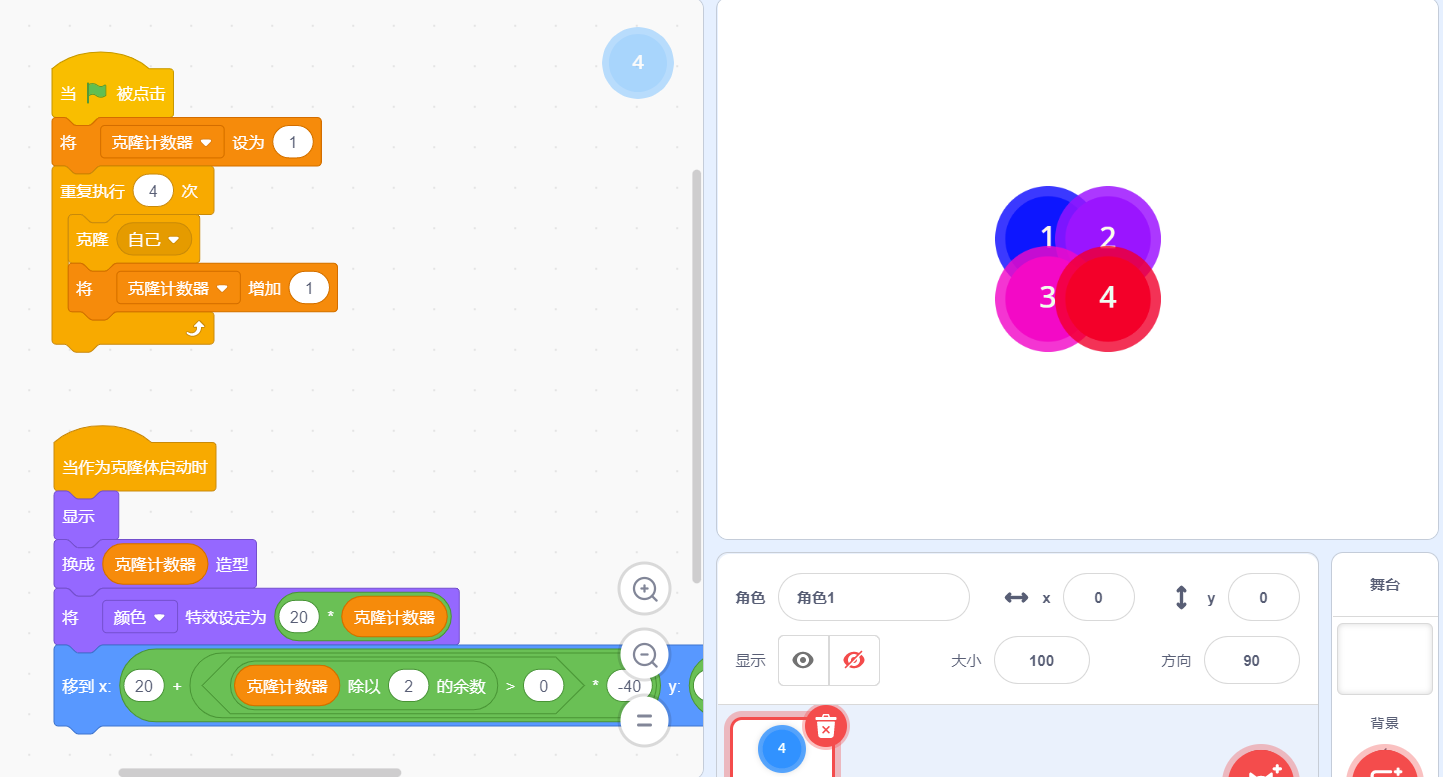 4
当 被点击
将 克隆计数器 设为 1
重复执行 4 次
克隆 自己
将 克隆计数器 增加 1
当作为克隆体启动时
显示
换成 克隆计数器 造型
将 颜色 特效设定为 20 * 克隆计数器
移到 x: 20 + 克隆计数器 除以 2 的余数 > 0 * -40 y:
1 2
3 4
角色 角色1 x 0 y 0
显示 大小 100 方向 90
4
舞台
背景